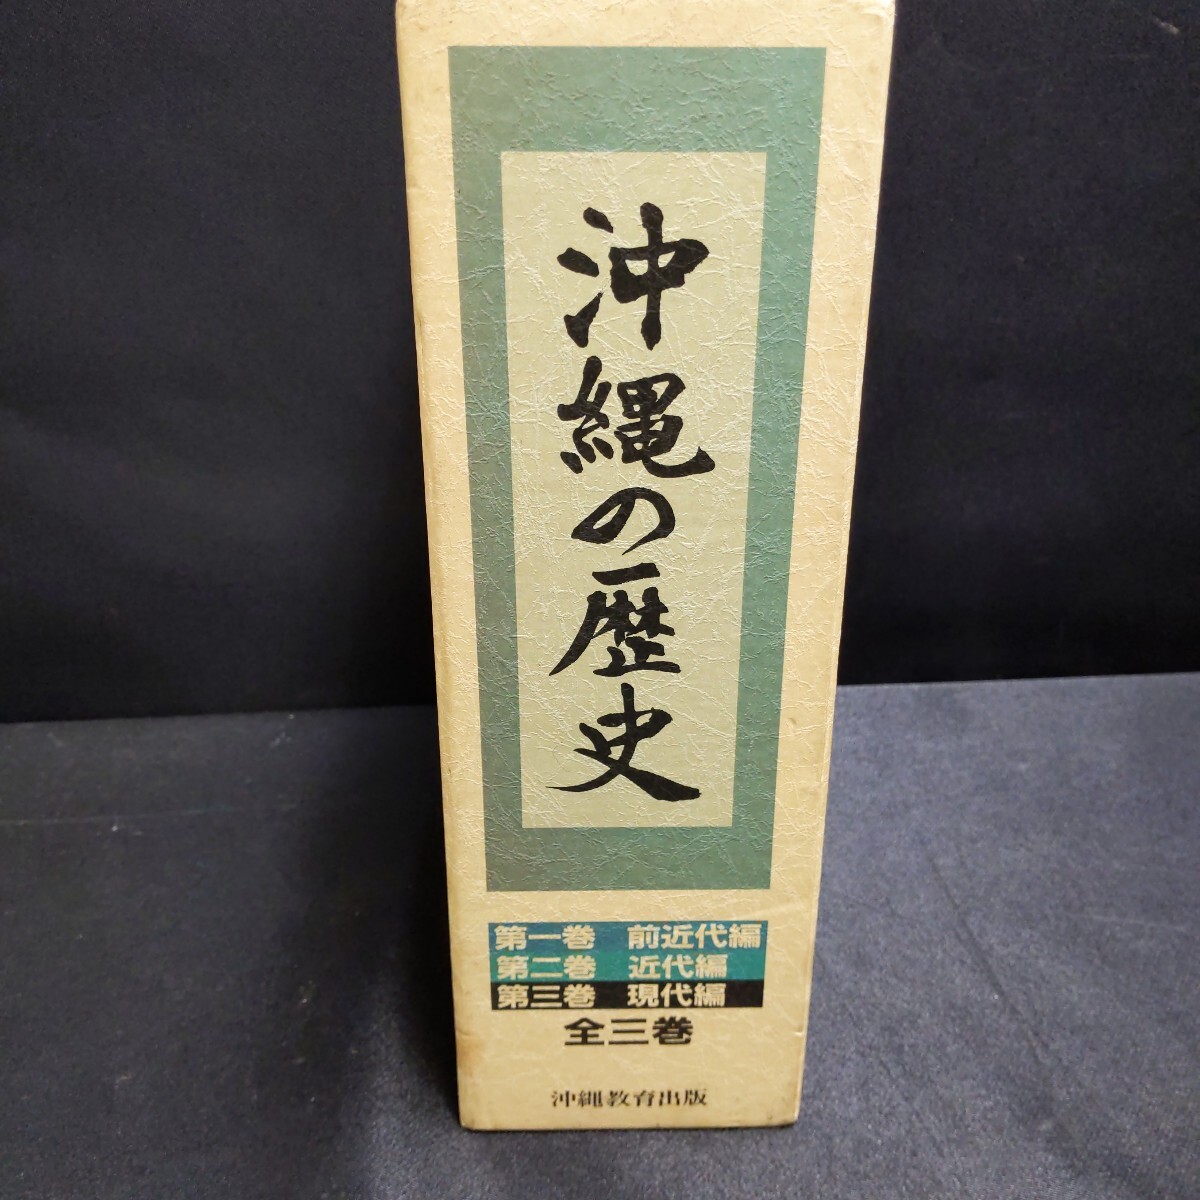 沖縄の歴史
第一巻 前近代編
第二巻 近代編
第三巻 現代編
全三巻
沖縄教育出版